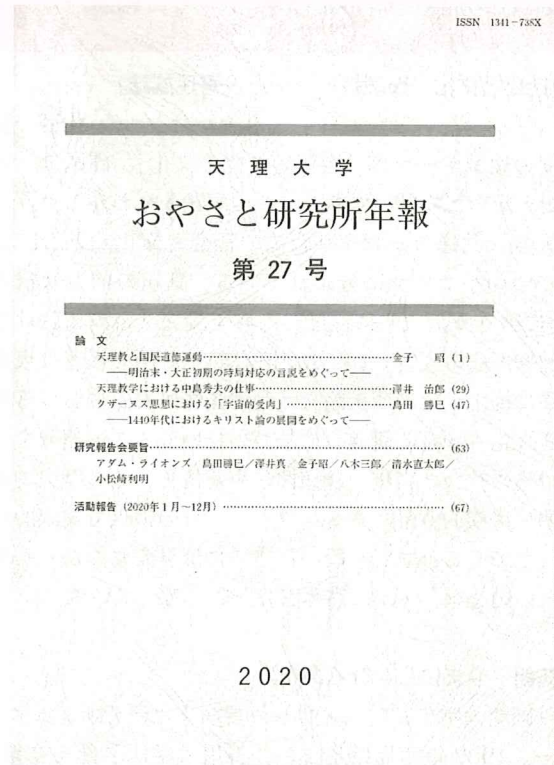 ISSN 1341-738X
天理大学
おやさと研究所年報
第 27 号
論 文
天理教と国民道徳運動……………………………………金子 昭 (1)
——明治末・大正初期の時局対応の言説をめぐって——
天理教学における中島秀夫の仕事…………………………澤井 治郎 (29)
クザーヌス思想における「宇宙的受肉」……………………島田 勝巳 (47)
——1440年代におけるキリスト論の展開をめぐって——
研究報告会要旨…………………………………………… (63)
アダム・ライオンズ 島田勝巳/澤井真 金子昭/八木三郎/清水直太郎/
小松崎利明
活動報告 (2020年1月~12月) …………………………………… (67)
2020